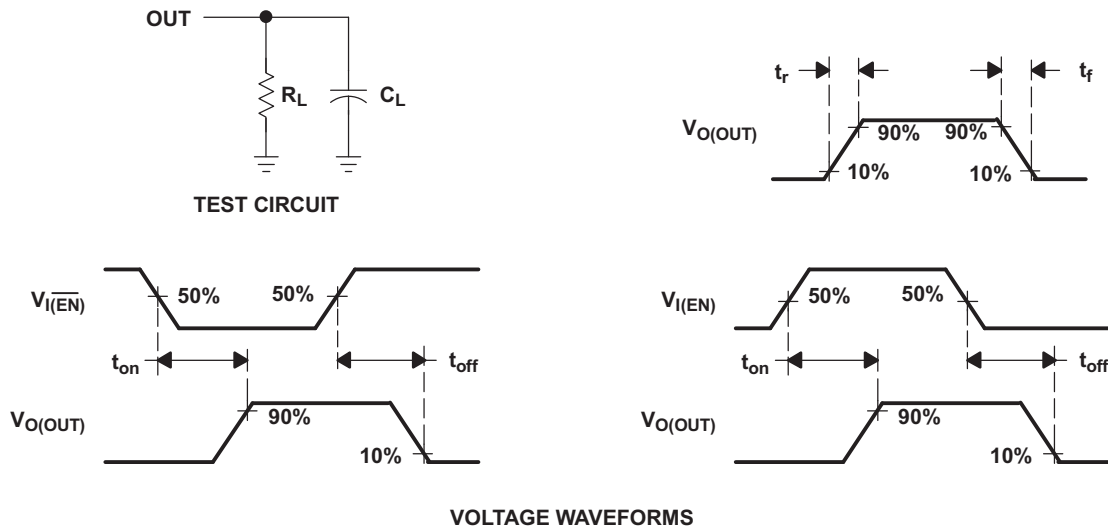 OUT
R_L
C_L
TEST CIRCUIT
t_r
t_f
V_O(OUT)
90%
90%
10%
10%
V_I(E̅N̅)
50%
50%
t_on
t_off
V_O(OUT)
90%
10%
V_I(EN)
50%
50%
t_on
t_off
V_O(OUT)
90%
10%
VOLTAGE WAVEFORMS